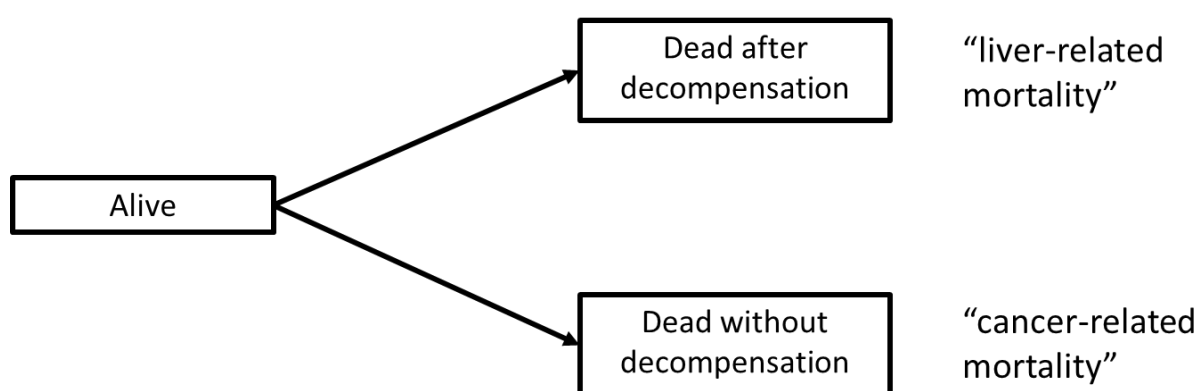 Dead after
decompensation
“liver-related
mortality”
Alive
Dead without
decompensation
“cancer-related
mortality”